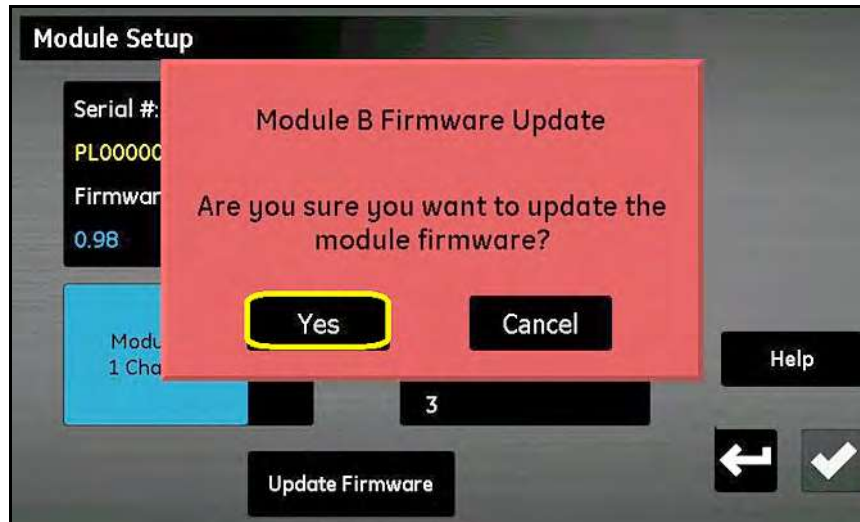 Module Setup
Serial #:
PL00000
Firmwar
0.98
Module B Firmware Update
Are you sure you want to update the
module firmware?
Yes
Cancel
Modu
1 Cha
3
Help
Update Firmware